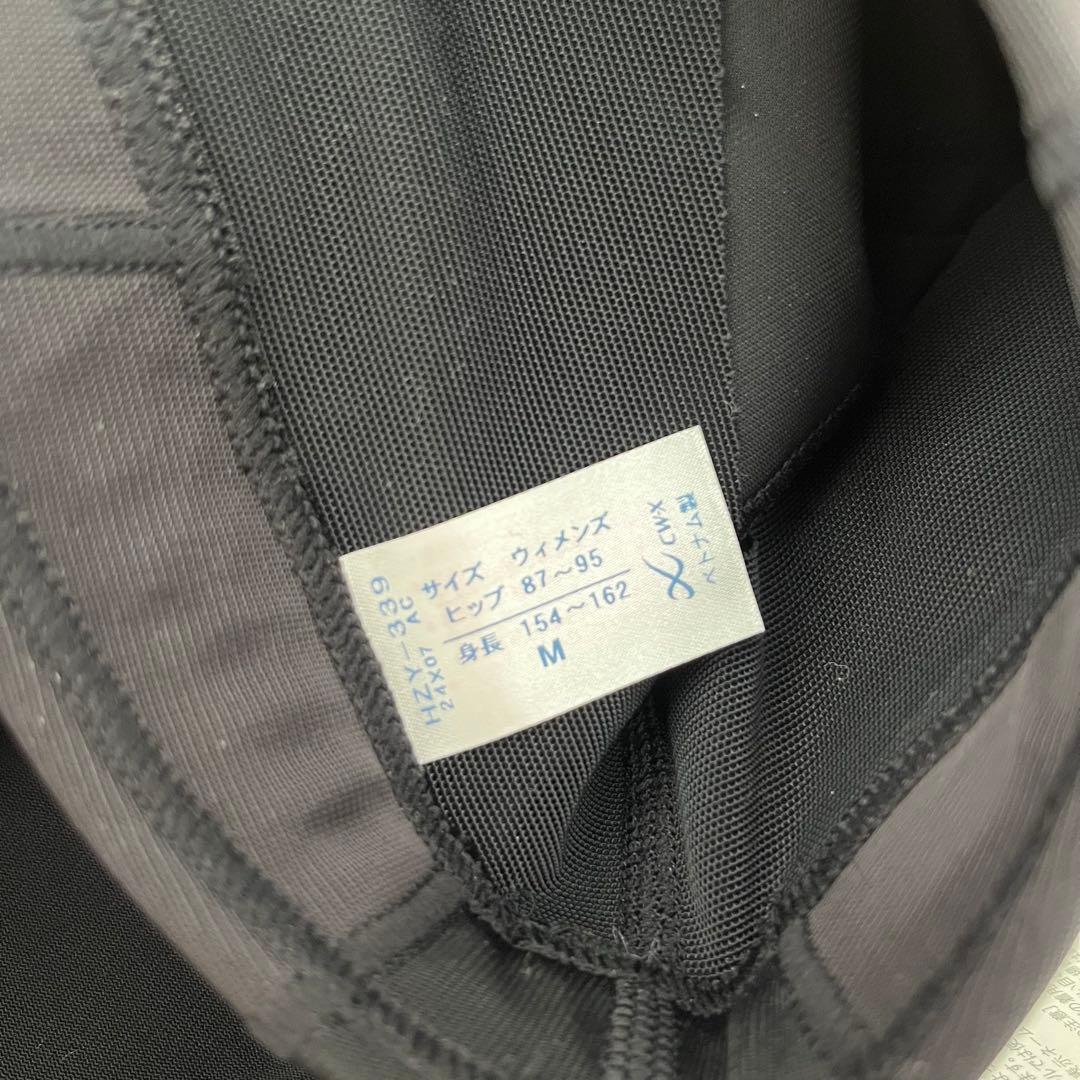 サイズ ウィメンズ
ヒップ 87～95
身長 154～162
M
HZY-339
24X07 AC
CW-X
ベトナム製